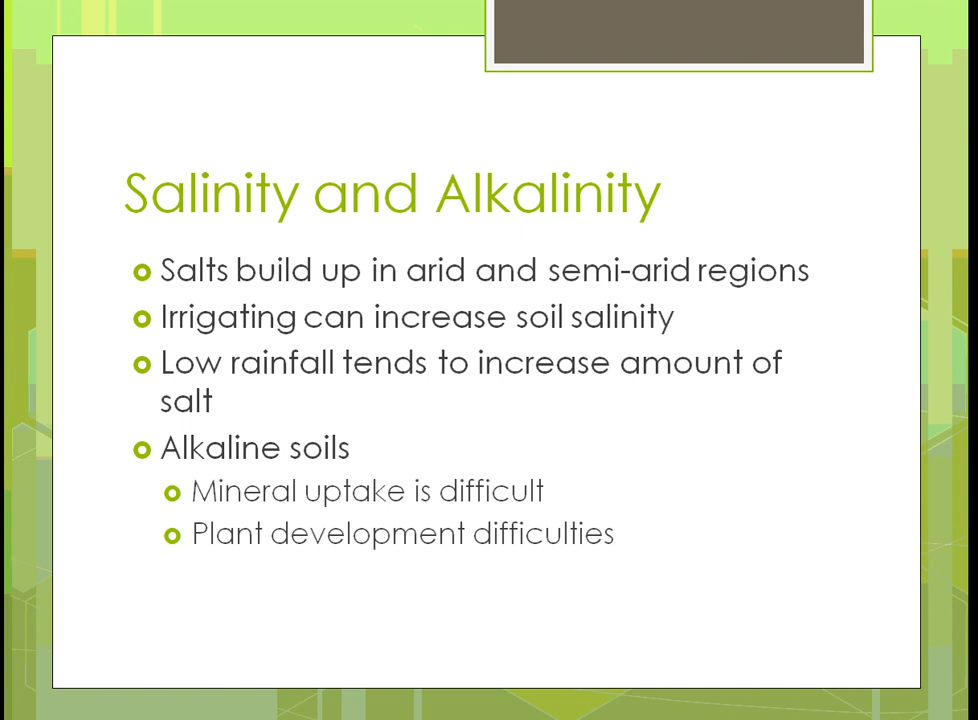 Salinity and Alkalinity
Salts build up in arid and semi-arid regions
Irrigating can increase soil salinity
Low rainfall tends to increase amount of
salt
Alkaline soils
Mineral uptake is difficult
Plant development difficulties